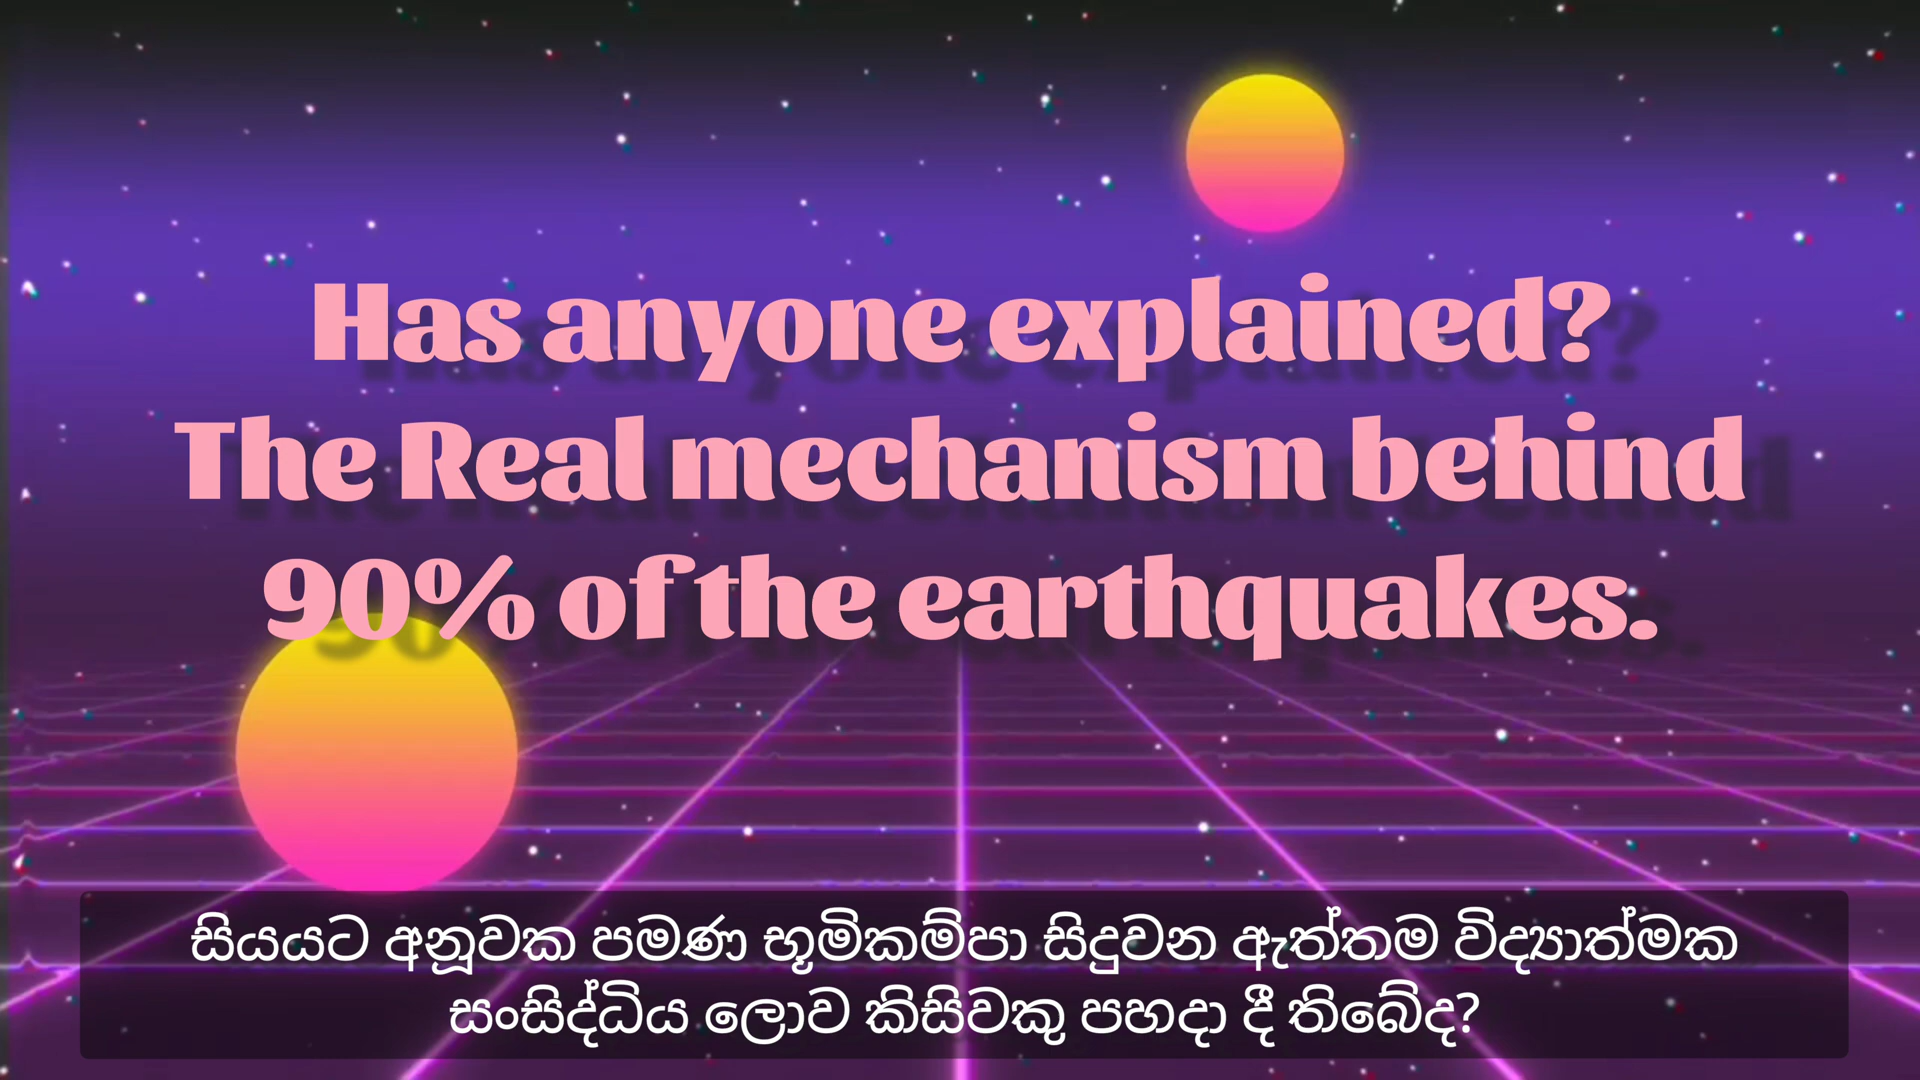 Has anyone explained?
The Real mechanism behind
90% of the earthquakes.
සියයට අනූවක පමණ භූමිකම්පා සිදුවන ඇත්තම විද්‍යාත්මක
සංසිද්ධිය ලොව කිසිවකු පහදා දී තිබේද?